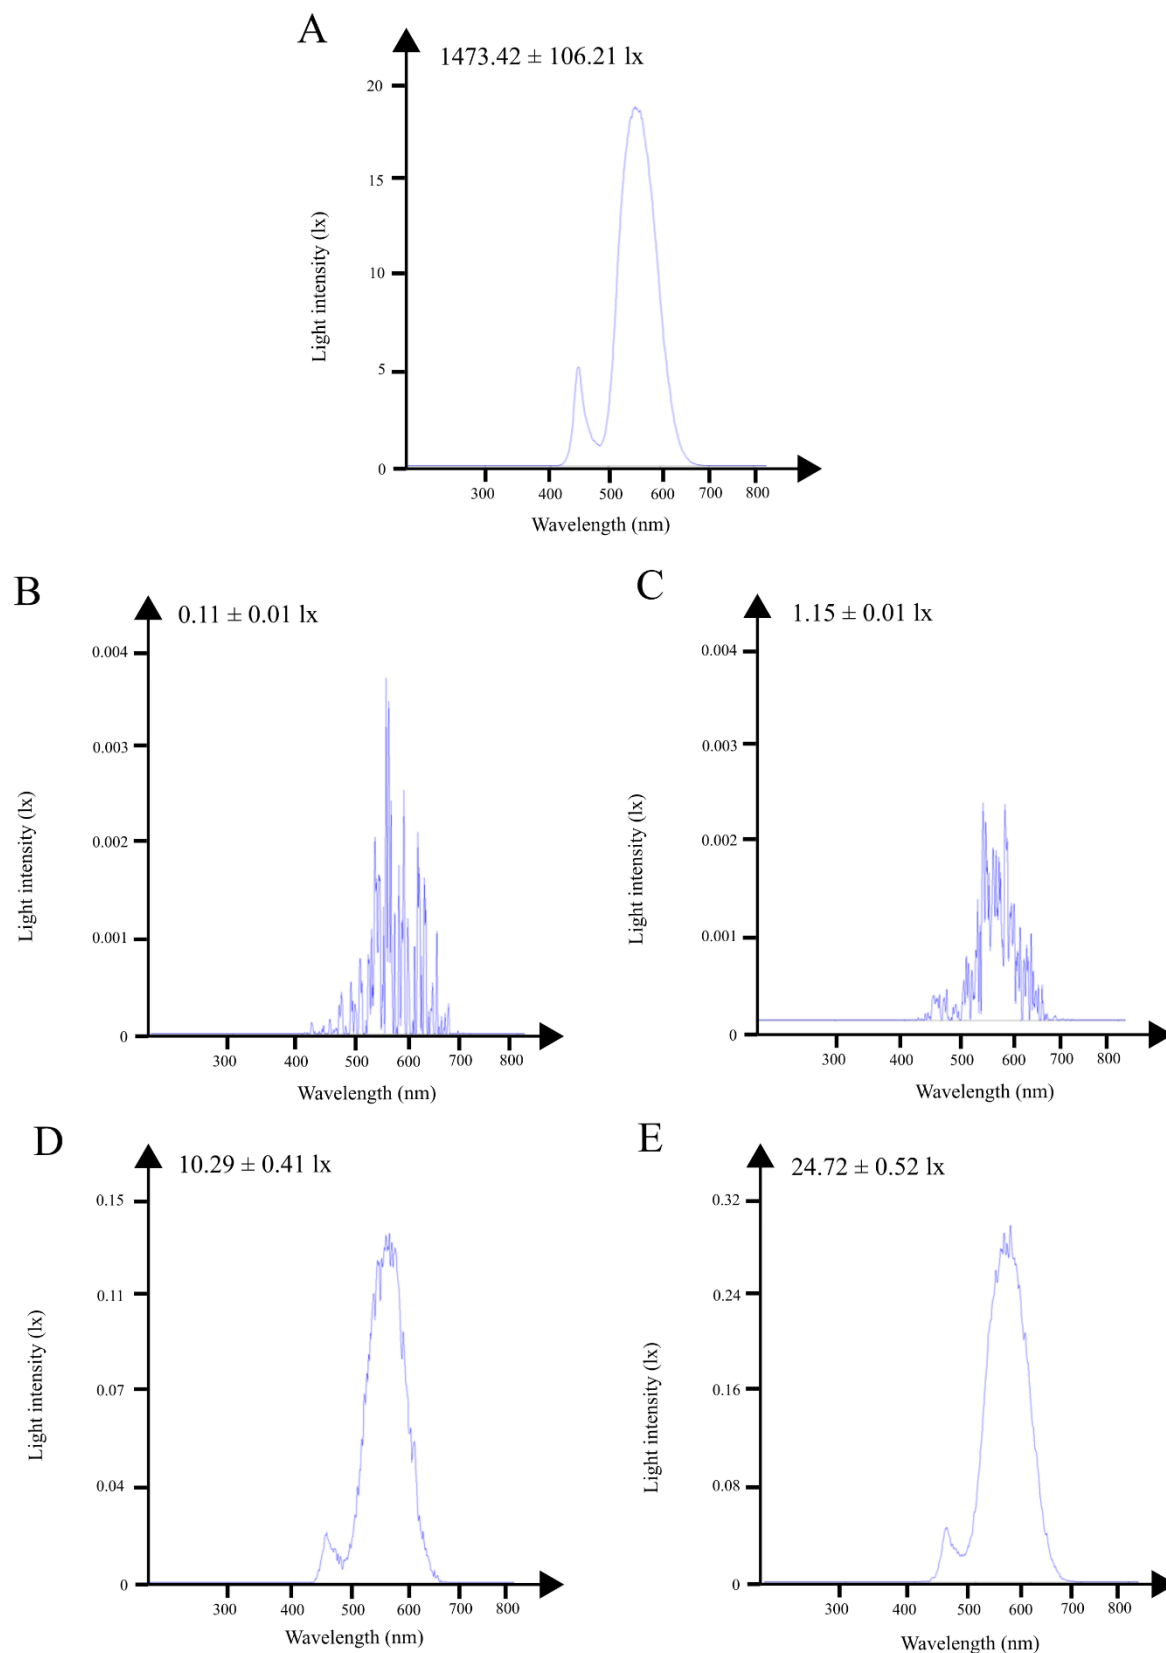 A
1473.42 ± 106.21 lx
20
15
10
5
0
Light intensity (lx)
300 400 500 600 700 800
Wavelength (nm)
B
0.11 ± 0.01 lx
0.004
0.003
0.002
0.001
0
Light intensity (lx)
300 400 500 600 700 800
Wavelength (nm)
C
1.15 ± 0.01 lx
0.004
0.003
0.002
0.001
0
Light intensity (lx)
300 400 500 600 700 800
Wavelength (nm)
D
10.29 ± 0.41 lx
0.15
0.11
0.07
0.04
0
Light intensity (lx)
300 400 500 600 700 800
Wavelength (nm)
E
24.72 ± 0.52 lx
0.32
0.24
0.16
0.08
0
Light intensity (lx)
300 400 500 600 700 800
Wavelength (nm)